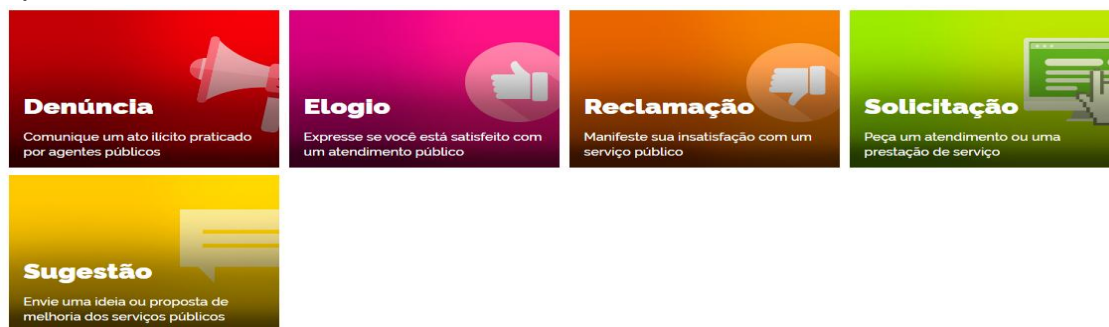 Denúncia
Comunique um ato ilícito praticado
por agentes públicos
Elogio
Expresse se você está satisfeito com
um atendimento público
Reclamação
Manifeste sua insatisfação com um
serviço público
Solicitação
Peça um atendimento ou uma
prestação de serviço
Sugestão
Envie uma ideia ou proposta de
melhoria dos serviços públicos